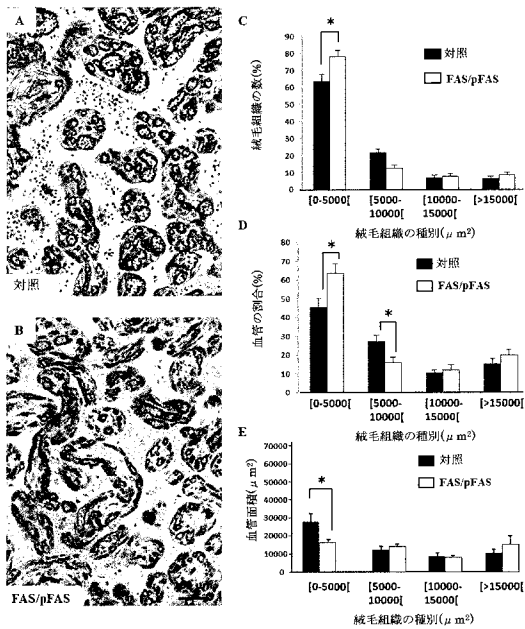 A
対照
B
FAS/pFAS
C
絨毛組織の数(%)
90
80
70
60
50
40
30
20
10
0
*
対照
FAS/pFAS
[0-5000[
[5000-
10000[
[10000-
15000[
[>15000[
絨毛組織の種別(μm²)
D
血管の割合(%)
80
70
60
50
40
30
20
10
0
*
*
対照
FAS/pFAS
[0-5000[
[5000-
10000[
[10000-
15000[
[>15000[
絨毛組織の種別(μm²)
E
血管面積(μm²)
70000
60000
50000
40000
30000
20000
10000
0
*
対照
FAS/pFAS
[0-5000[
[5000-
10000[
[10000-
15000[
[>15000[
絨毛組織の種別(μm²)